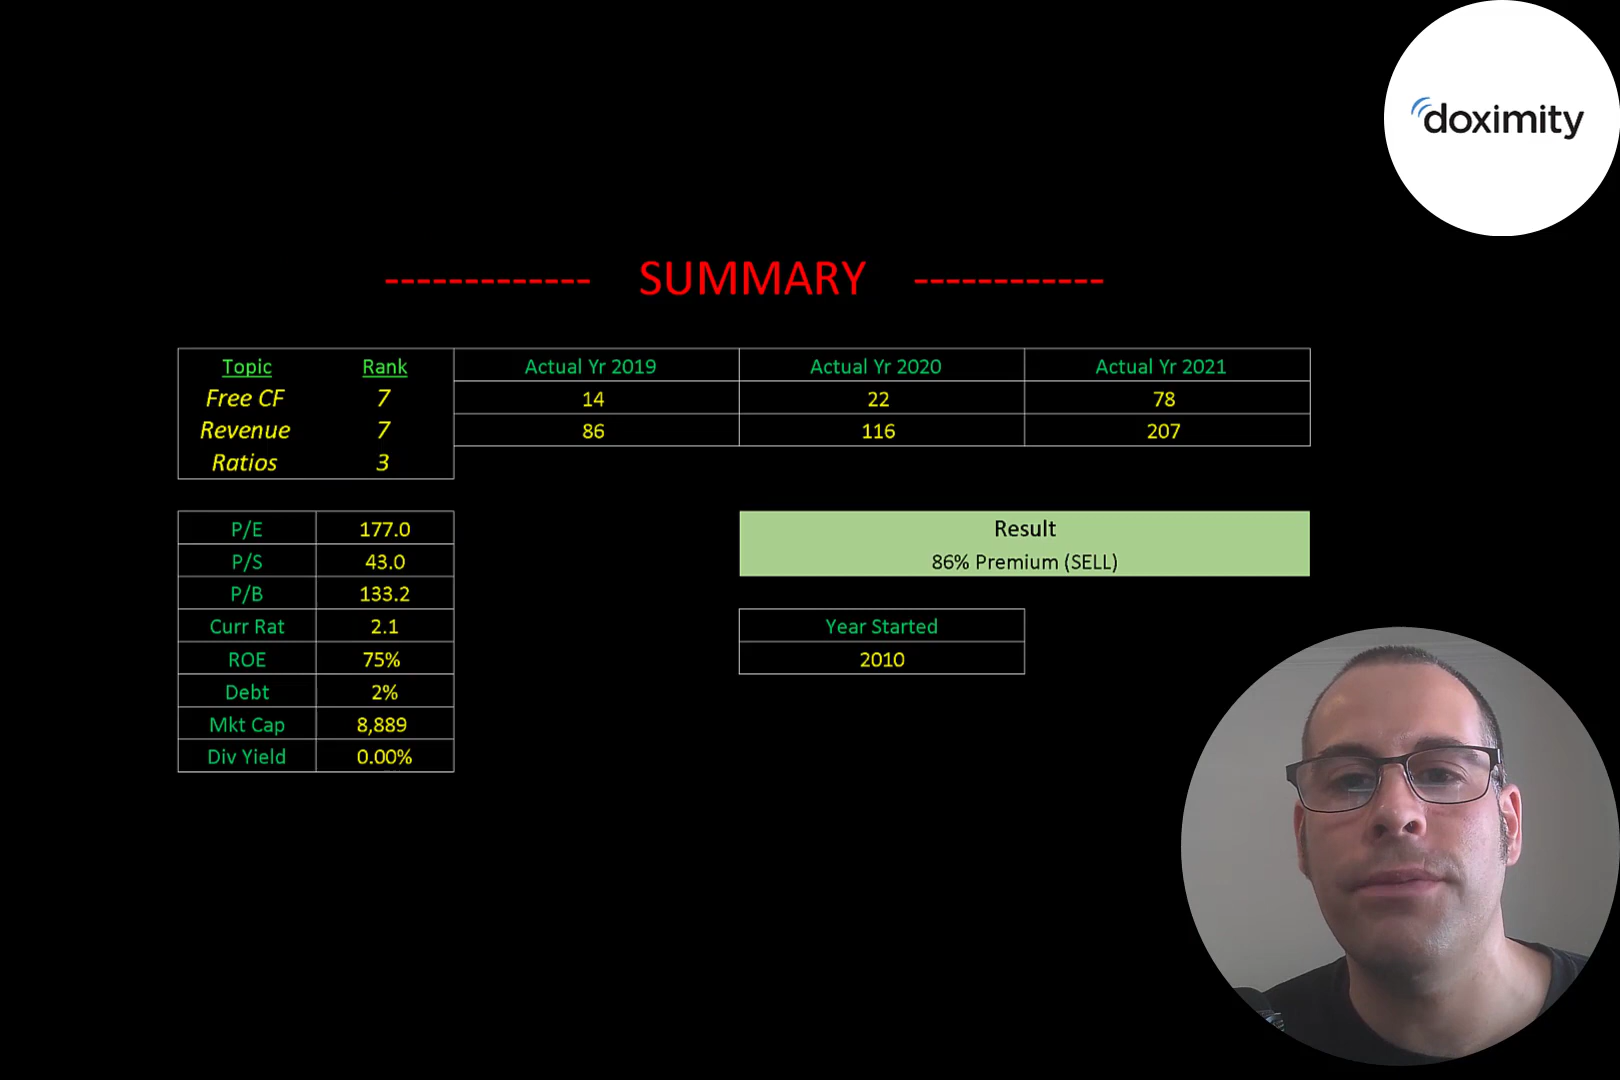 doximity
------------- SUMMARY ------------
Topic Rank Actual Yr 2019 Actual Yr 2020 Actual Yr 2021
Free CF 7 14 22 78
Revenue 7 86 116 207
Ratios 3
P/E 177.0
P/S 43.0
P/B 133.2
Curr Rat 2.1
ROE 75%
Debt 2%
Mkt Cap 8,889
Div Yield 0.00%
Result
86% Premium (SELL)
Year Started
2010